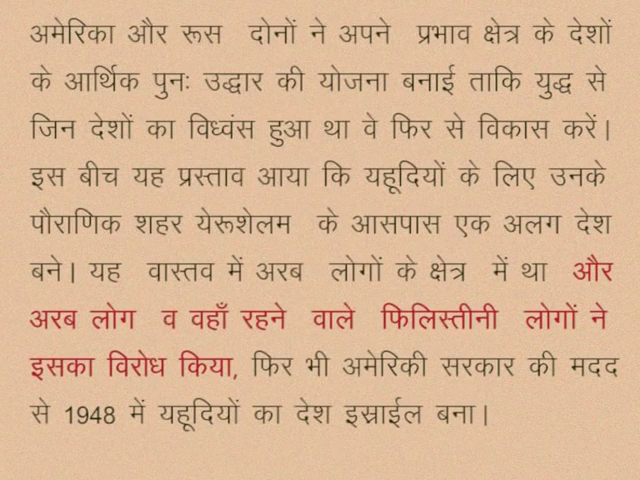 अमेरिका और रूस दोनों ने अपने प्रभाव क्षेत्र के देशों
के आर्थिक पुनः उद्धार की योजना बनाई ताकि युद्ध से
जिन देशों का विध्वंस हुआ था वे फिर से विकास करें।
इस बीच यह प्रस्ताव आया कि यहूदियों के लिए उनके
पौराणिक शहर येरूशेलम के आसपास एक अलग देश
बने। यह वास्तव में अरब लोगों के क्षेत्र में था और
अरब लोग व वहाँ रहने वाले फिलिस्तीनी लोगों ने
इसका विरोध किया, फिर भी अमेरिकी सरकार की मदद
से 1948 में यहूदियों का देश इस्राईल बना।